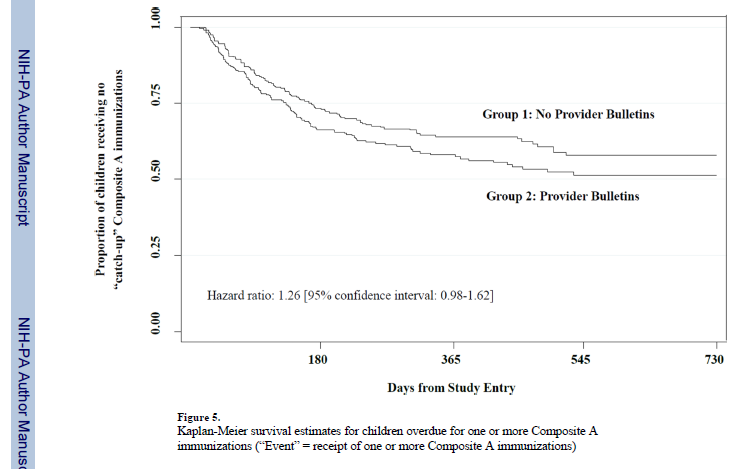 NIH-PA Author Manuscript
NIH-PA Author Manusc
Proportion of children receiving no
“catch-up” Composite A immunizations
1.00
0.75
0.50
0.25
0.00
Group 1: No Provider Bulletins
Group 2: Provider Bulletins
Hazard ratio: 1.26 [95% confidence interval: 0.98-1.62]
180 365 545 730
Days from Study Entry
Figure 5.
Kaplan-Meier survival estimates for children overdue for one or more Composite A
immunizations (“Event” = receipt of one or more Composite A immunizations)